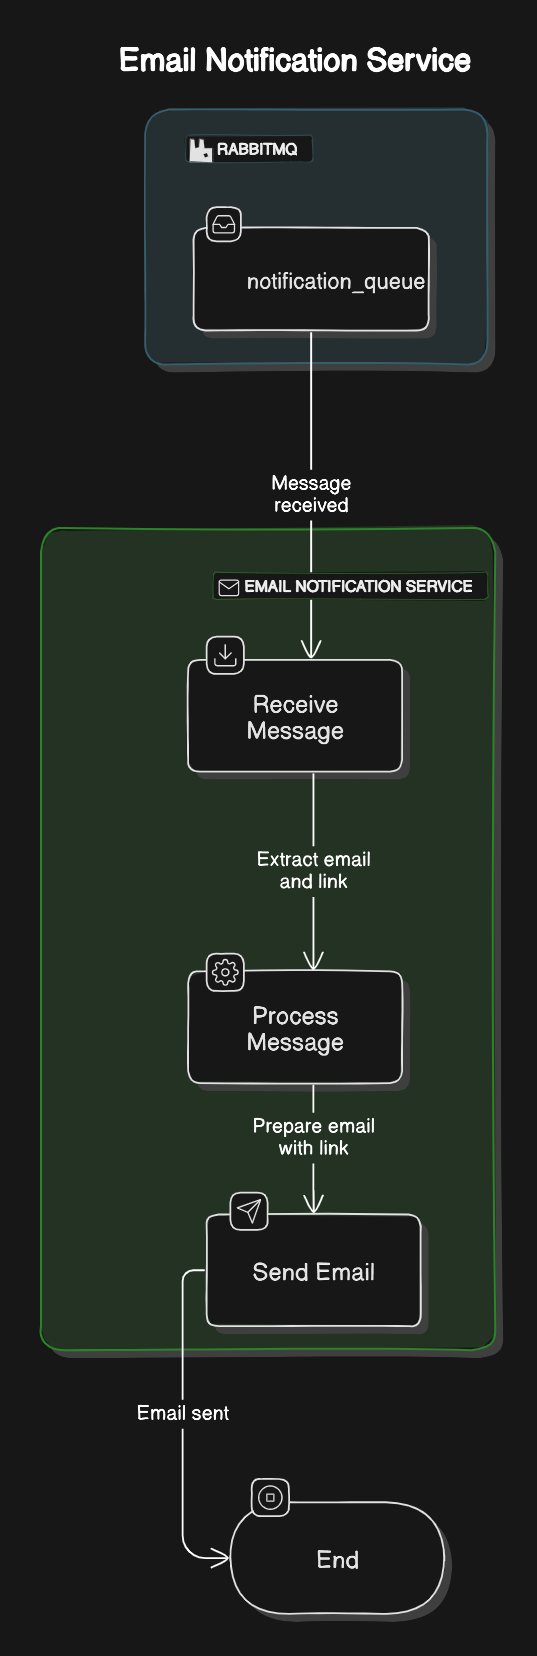 Email Notification Service
RABBITMQ
notification_queue
Message
received
EMAIL NOTIFICATION SERVICE
Receive
Message
Extract email
and link
Process
Message
Prepare email
with link
Send Email
Email sent
End